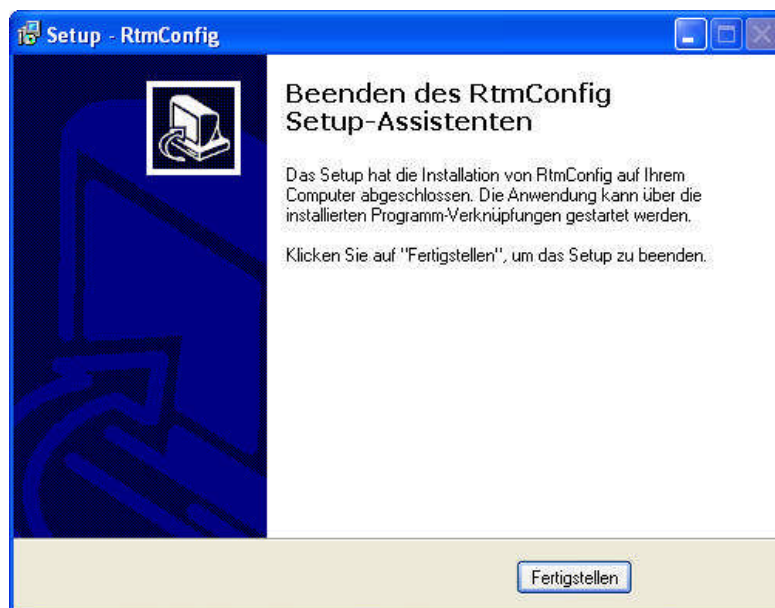 Setup - RtmConfig
Beenden des RtmConfig
Setup-Assistenten
Das Setup hat die Installation von RtmConfig auf Ihrem
Computer abgeschlossen. Die Anwendung kann über die
installierten Programm-Verknüpfungen gestartet werden.
Klicken Sie auf "Fertigstellen", um das Setup zu beenden.
Fertigstellen